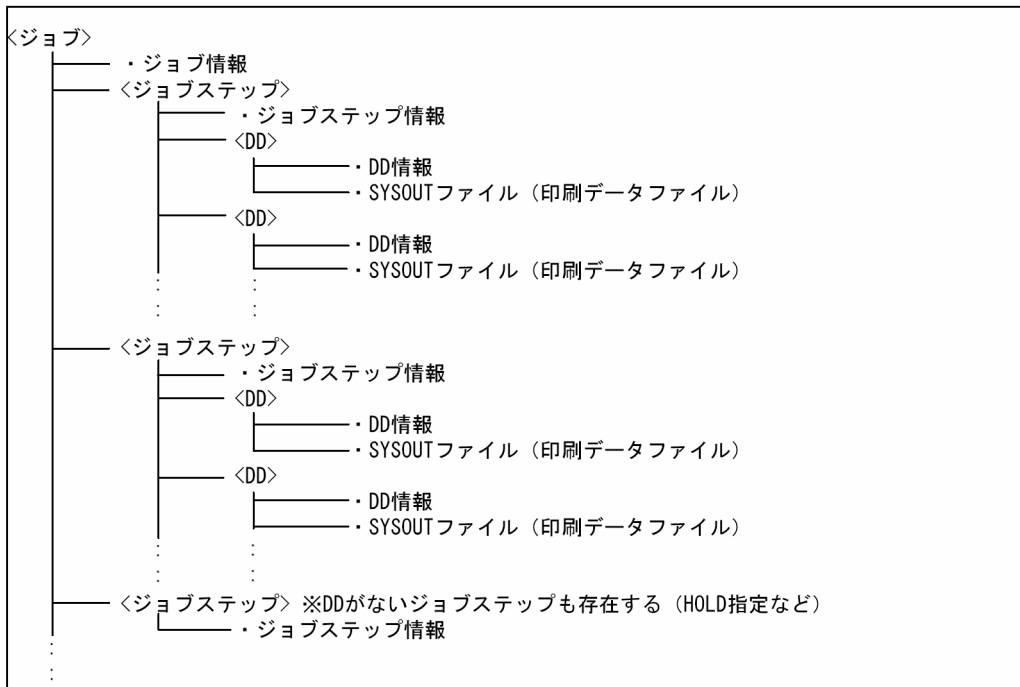 <ジョブ>
・ジョブ情報
<ジョブステップ>
・ジョブステップ情報
<DD>
・DD情報
・SYSOUTファイル（印刷データファイル）
<DD>
・DD情報
・SYSOUTファイル（印刷データファイル）
<ジョブステップ>
・ジョブステップ情報
<DD>
・DD情報
・SYSOUTファイル（印刷データファイル）
<DD>
・DD情報
・SYSOUTファイル（印刷データファイル）
<ジョブステップ> ※DDがないジョブステップも存在する（HOLD指定など）
・ジョブステップ情報